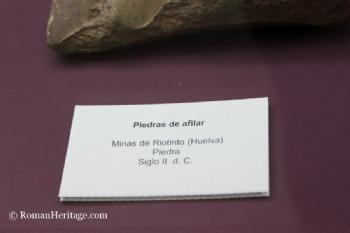 Piedras de afilar
Minas de Riotinto (Huelva)
Piedra
Siglo II d. C.
© RomanHeritage.com